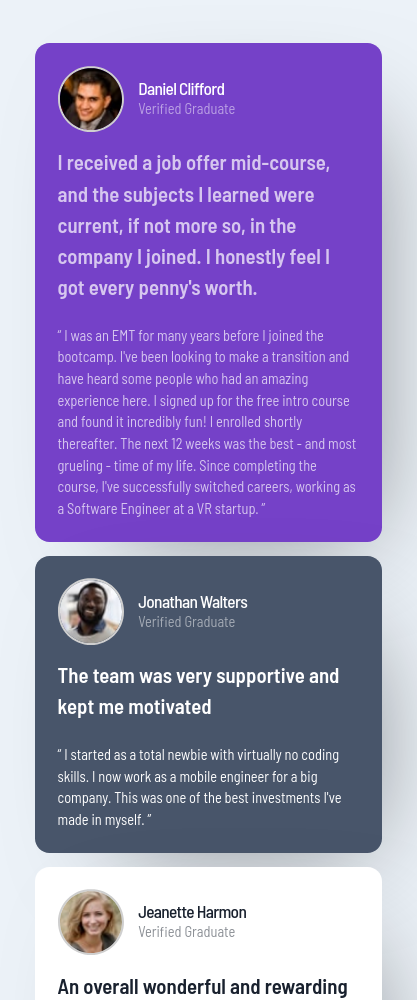 Daniel Clifford
Verified Graduate
I received a job offer mid-course,
and the subjects I learned were
current, if not more so, in the
company I joined. I honestly feel I
got every penny's worth.
“ I was an EMT for many years before I joined the
bootcamp. I've been looking to make a transition and
have heard some people who had an amazing
experience here. I signed up for the free intro course
and found it incredibly fun! I enrolled shortly
thereafter. The next 12 weeks was the best - and most
grueling - time of my life. Since completing the
course, I've successfully switched careers, working as
a Software Engineer at a VR startup. ”
Jonathan Walters
Verified Graduate
The team was very supportive and
kept me motivated
“ I started as a total newbie with virtually no coding
skills. I now work as a mobile engineer for a big
company. This was one of the best investments I've
made in myself. ”
Jeanette Harmon
Verified Graduate
An overall wonderful and rewarding